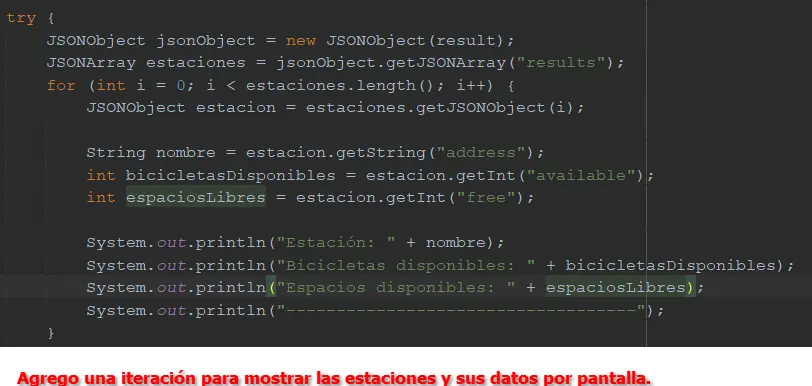 try {
JSONObject jsonObject = new JSONObject(result);
JSONArray estaciones = jsonObject.getJSONArray("results");
for (int i = 0; i < estaciones.length(); i++) {
JSONObject estacion = estaciones.getJSONObject(i);
String nombre = estacion.getString("address");
int bicicletasDisponibles = estacion.getInt("available");
int espaciosLibres = estacion.getInt("free");
System.out.println("Estación: " + nombre);
System.out.println("Bicicletas disponibles: " + bicicletasDisponibles);
System.out.println("Espacios disponibles: " + espaciosLibres);
System.out.println("-----------------------------------");
}
Agrego una iteración para mostrar las estaciones y sus datos por pantalla.